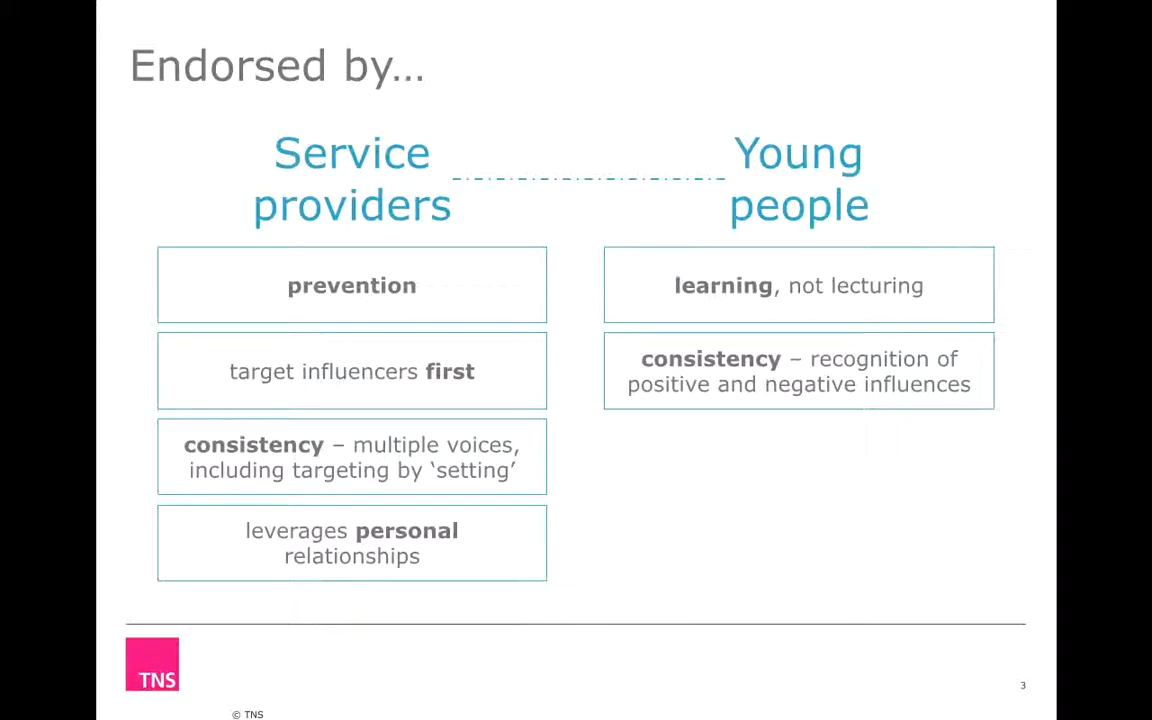 Endorsed by…
Service
providers
prevention
target influencers first
consistency – multiple voices,
including targeting by ‘setting’
leverages personal
relationships
Young
people
learning, not lecturing
consistency – recognition of
positive and negative influences
TNS
3
© TNS